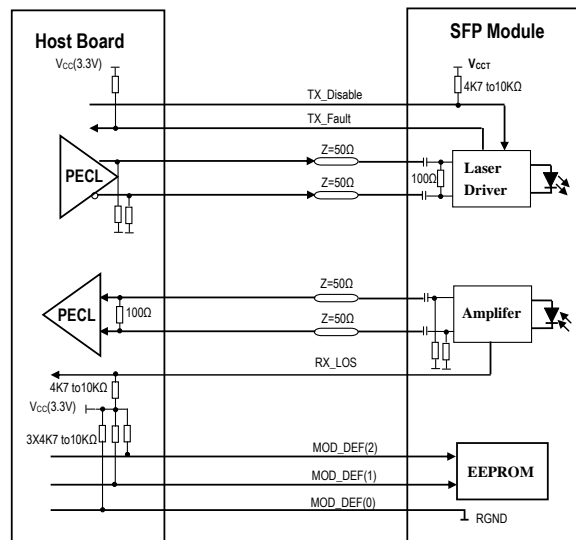 Host Board
SFP Module
VCC(3.3V)
VCCT
4K7 to10KΩ
TX_Disable
TX_Fault
Z=50Ω
PECL
Laser
Driver
100Ω
Z=50Ω
Z=50Ω
PECL
100Ω
Amplifer
Z=50Ω
RX_LOS
4K7 to10KΩ
VCC(3.3V)
3X4K7 to10KΩ
MOD_DEF(2)
EEPROM
MOD_DEF(1)
MOD_DEF(0)
RGND